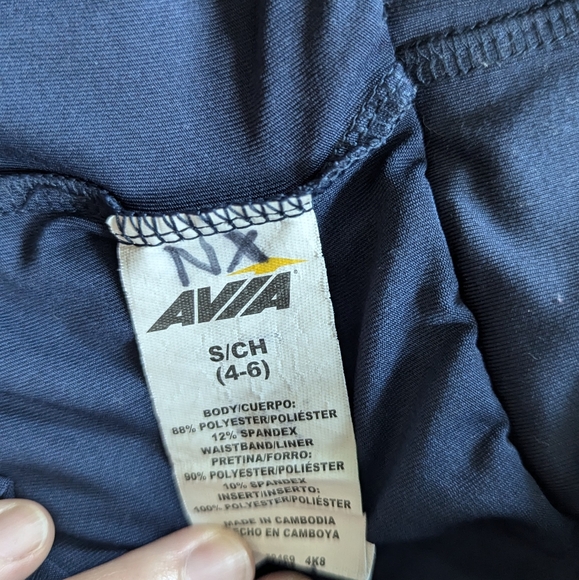 NX
AVIA
S/CH
(4-6)
BODY/CUERPO:
88% POLYESTER/POLIÉSTER
12% SPANDEX
WAISTBAND/LINER
PRETINA/FORRO:
90% POLYESTER/POLIÉSTER
10% SPANDEX
INSERT/INSERTO:
100% POLYESTER/POLIÉSTER
MADE IN CAMBODIA
CHO EN CAMBOYA
4K8